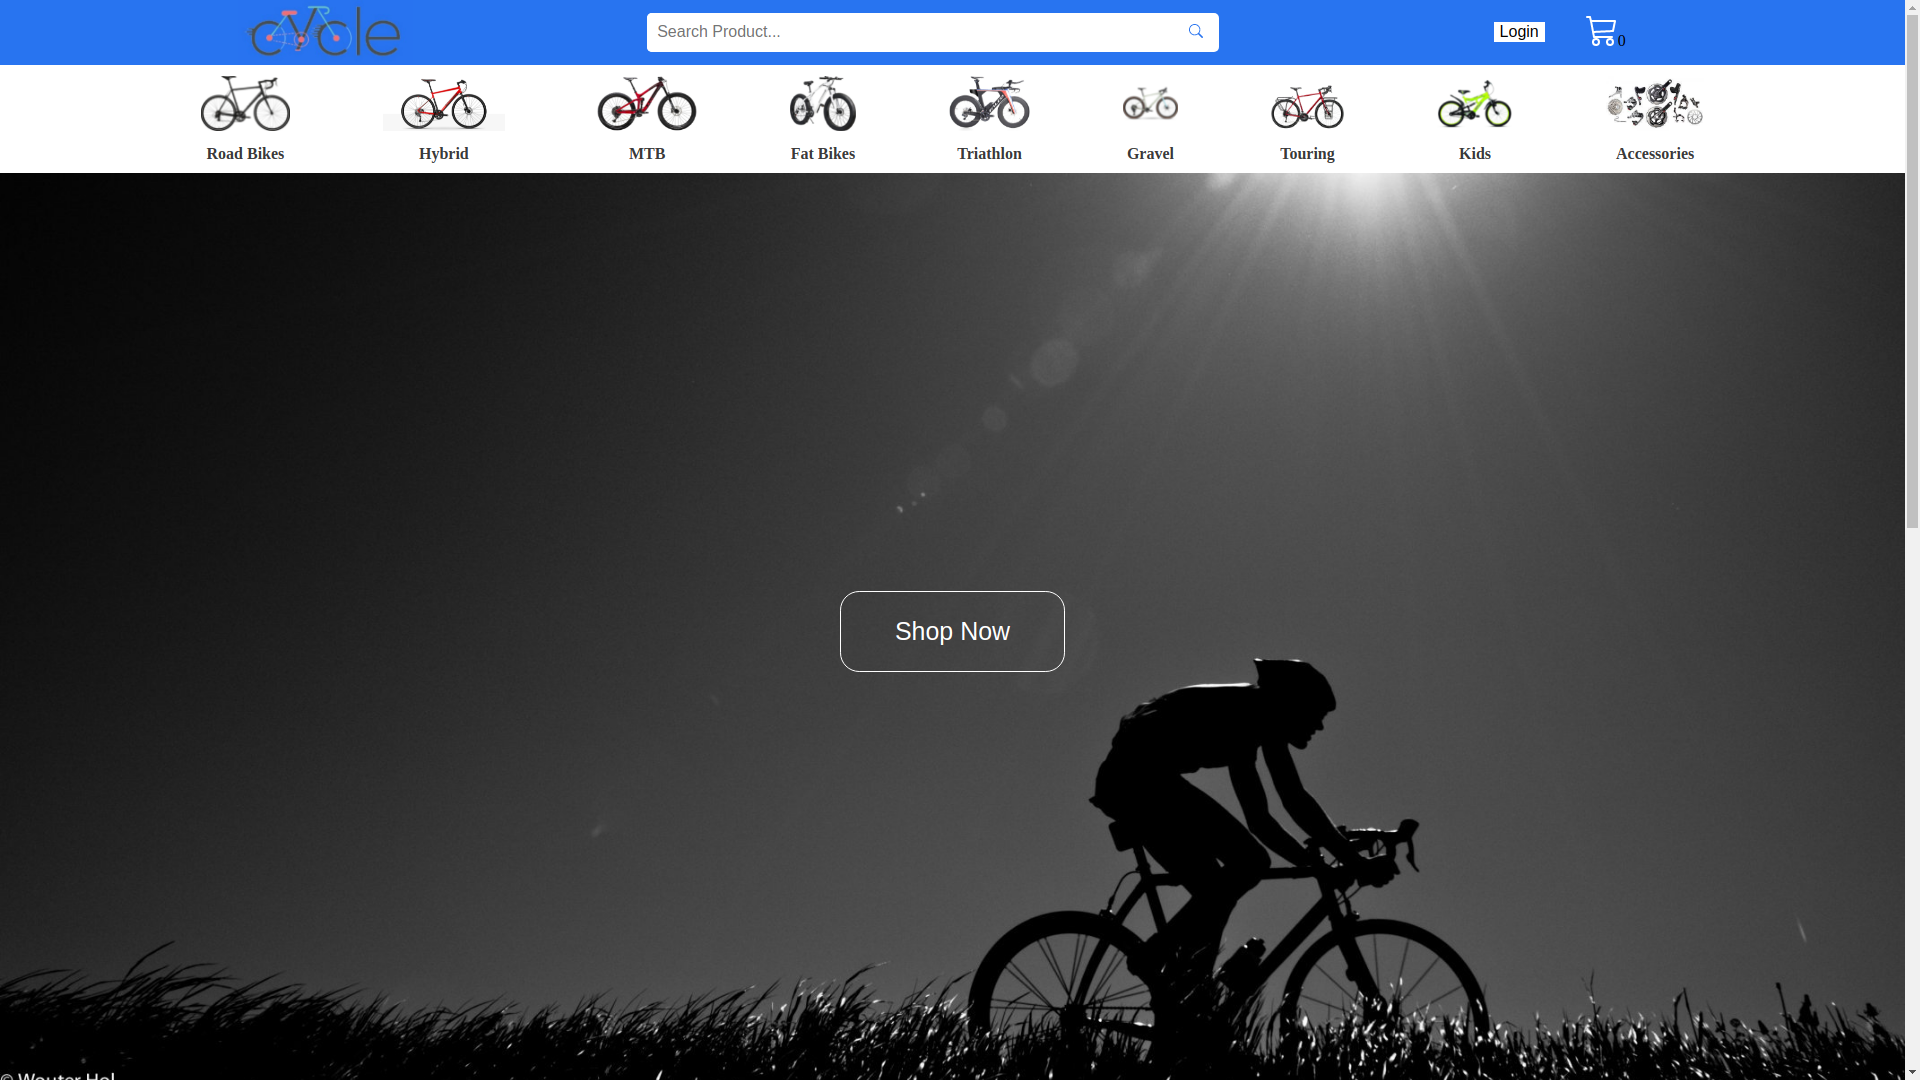 cycle
Search Product...
Login
0
Road Bikes
Hybrid
MTB
Fat Bikes
Triathlon
Gravel
Touring
Kids
Accessories
Shop Now
© Wouter Hol